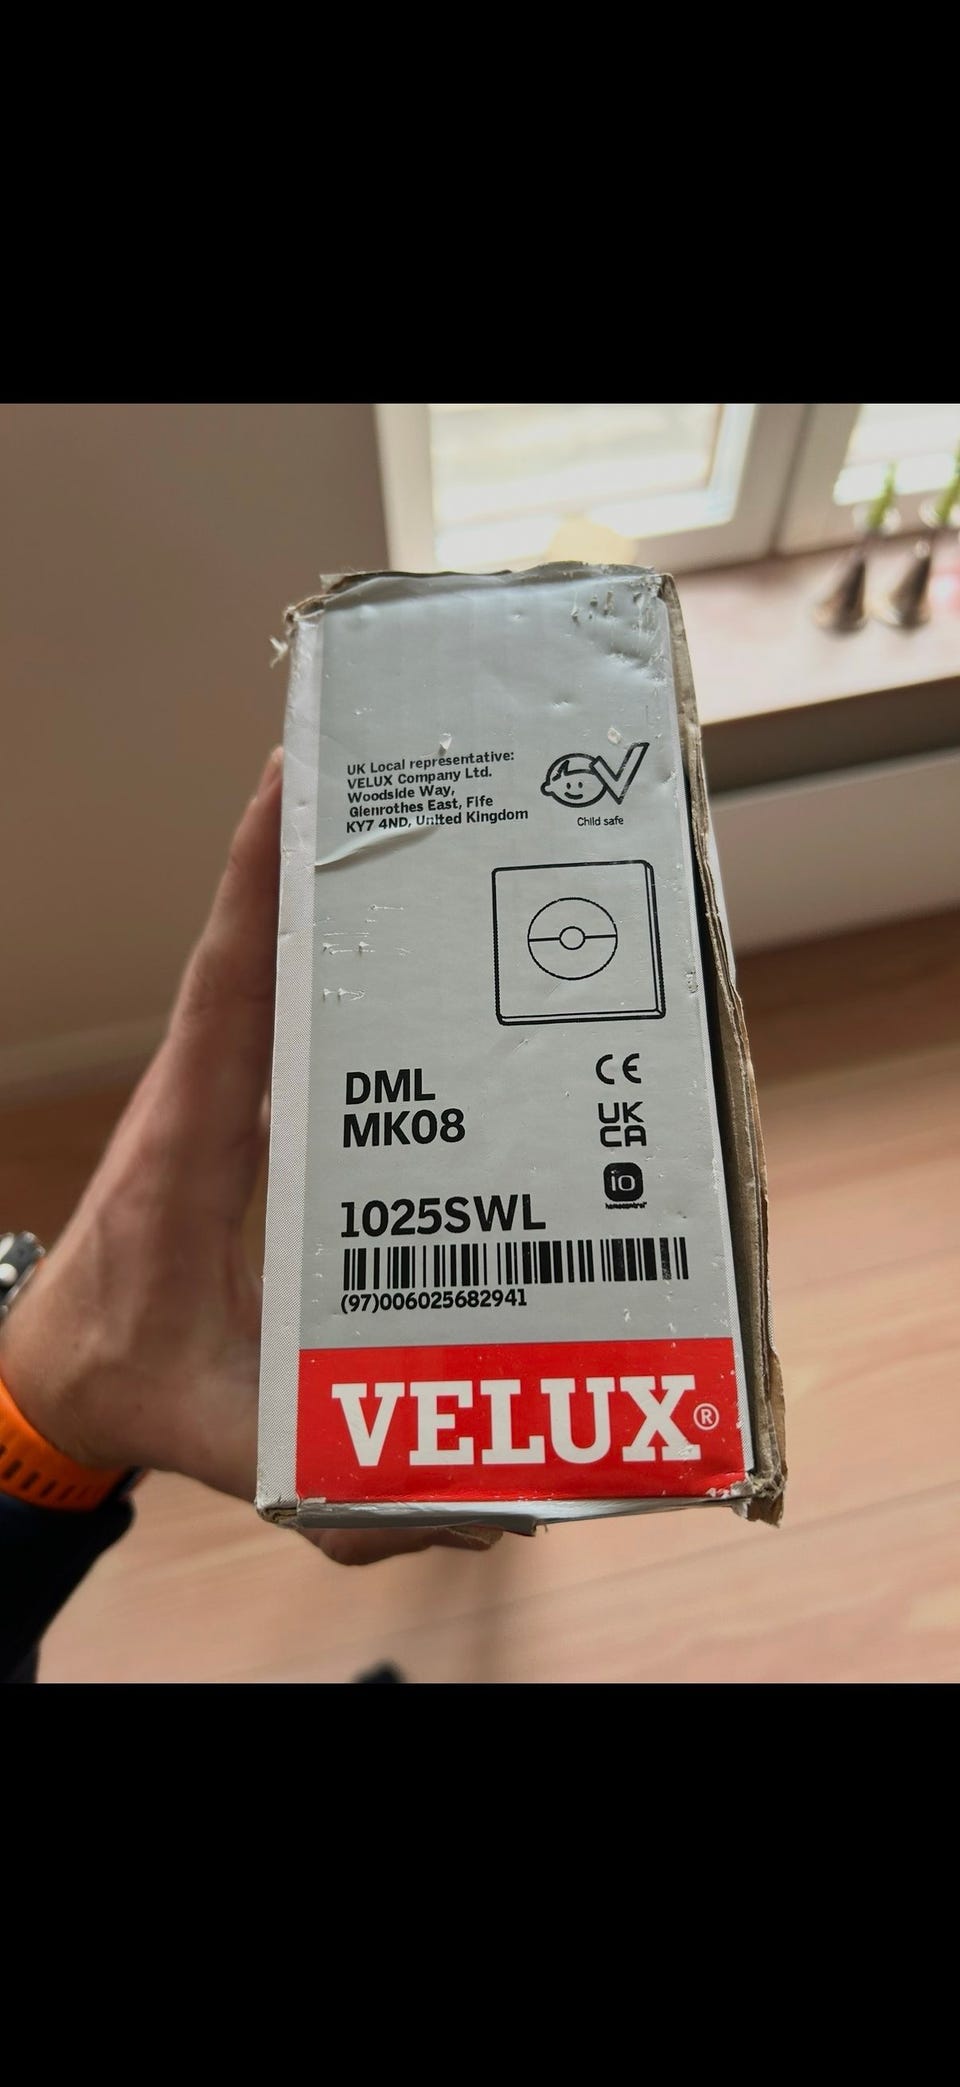 UK Local representative:
VELUX Company Ltd.
Woodside Way,
Glenrothes East, Fife
KY7 4ND, United Kingdom
Child safe
DML
MK08
CE
UK
CA
io
homecontrol®
1025SWL
(97)006025682941
VELUX®